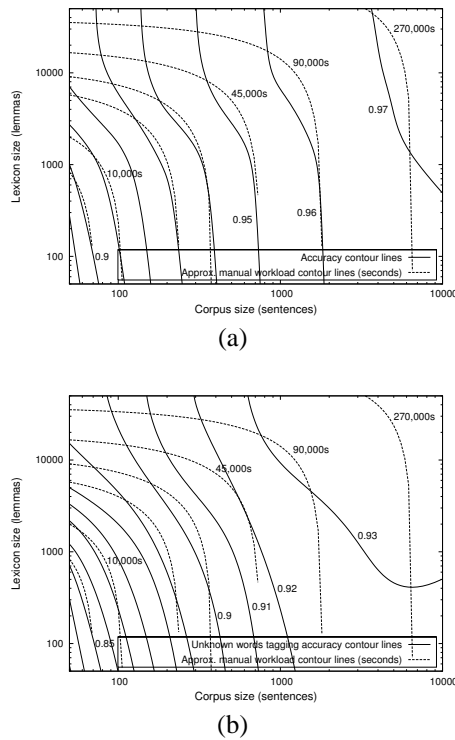 270,000s
10000
90,000s
45,000s
0.97
Lexicon size (lemmas)
1000
10,000s
0.95
0.96
0.9
100
Accuracy contour lines
Approx. manual workload contour lines (seconds)
100
1000
10000
Corpus size (sentences)
(a)
270,000s
90,000s
10000
45,000s
Lexicon size (lemmas)
0.93
1000
10,000s
0.92
0.91
0.9
0.85
100
Unknown words tagging accuracy contour lines
Approx. manual workload contour lines (seconds)
100
1000
10000
Corpus size (sentences)
(b)